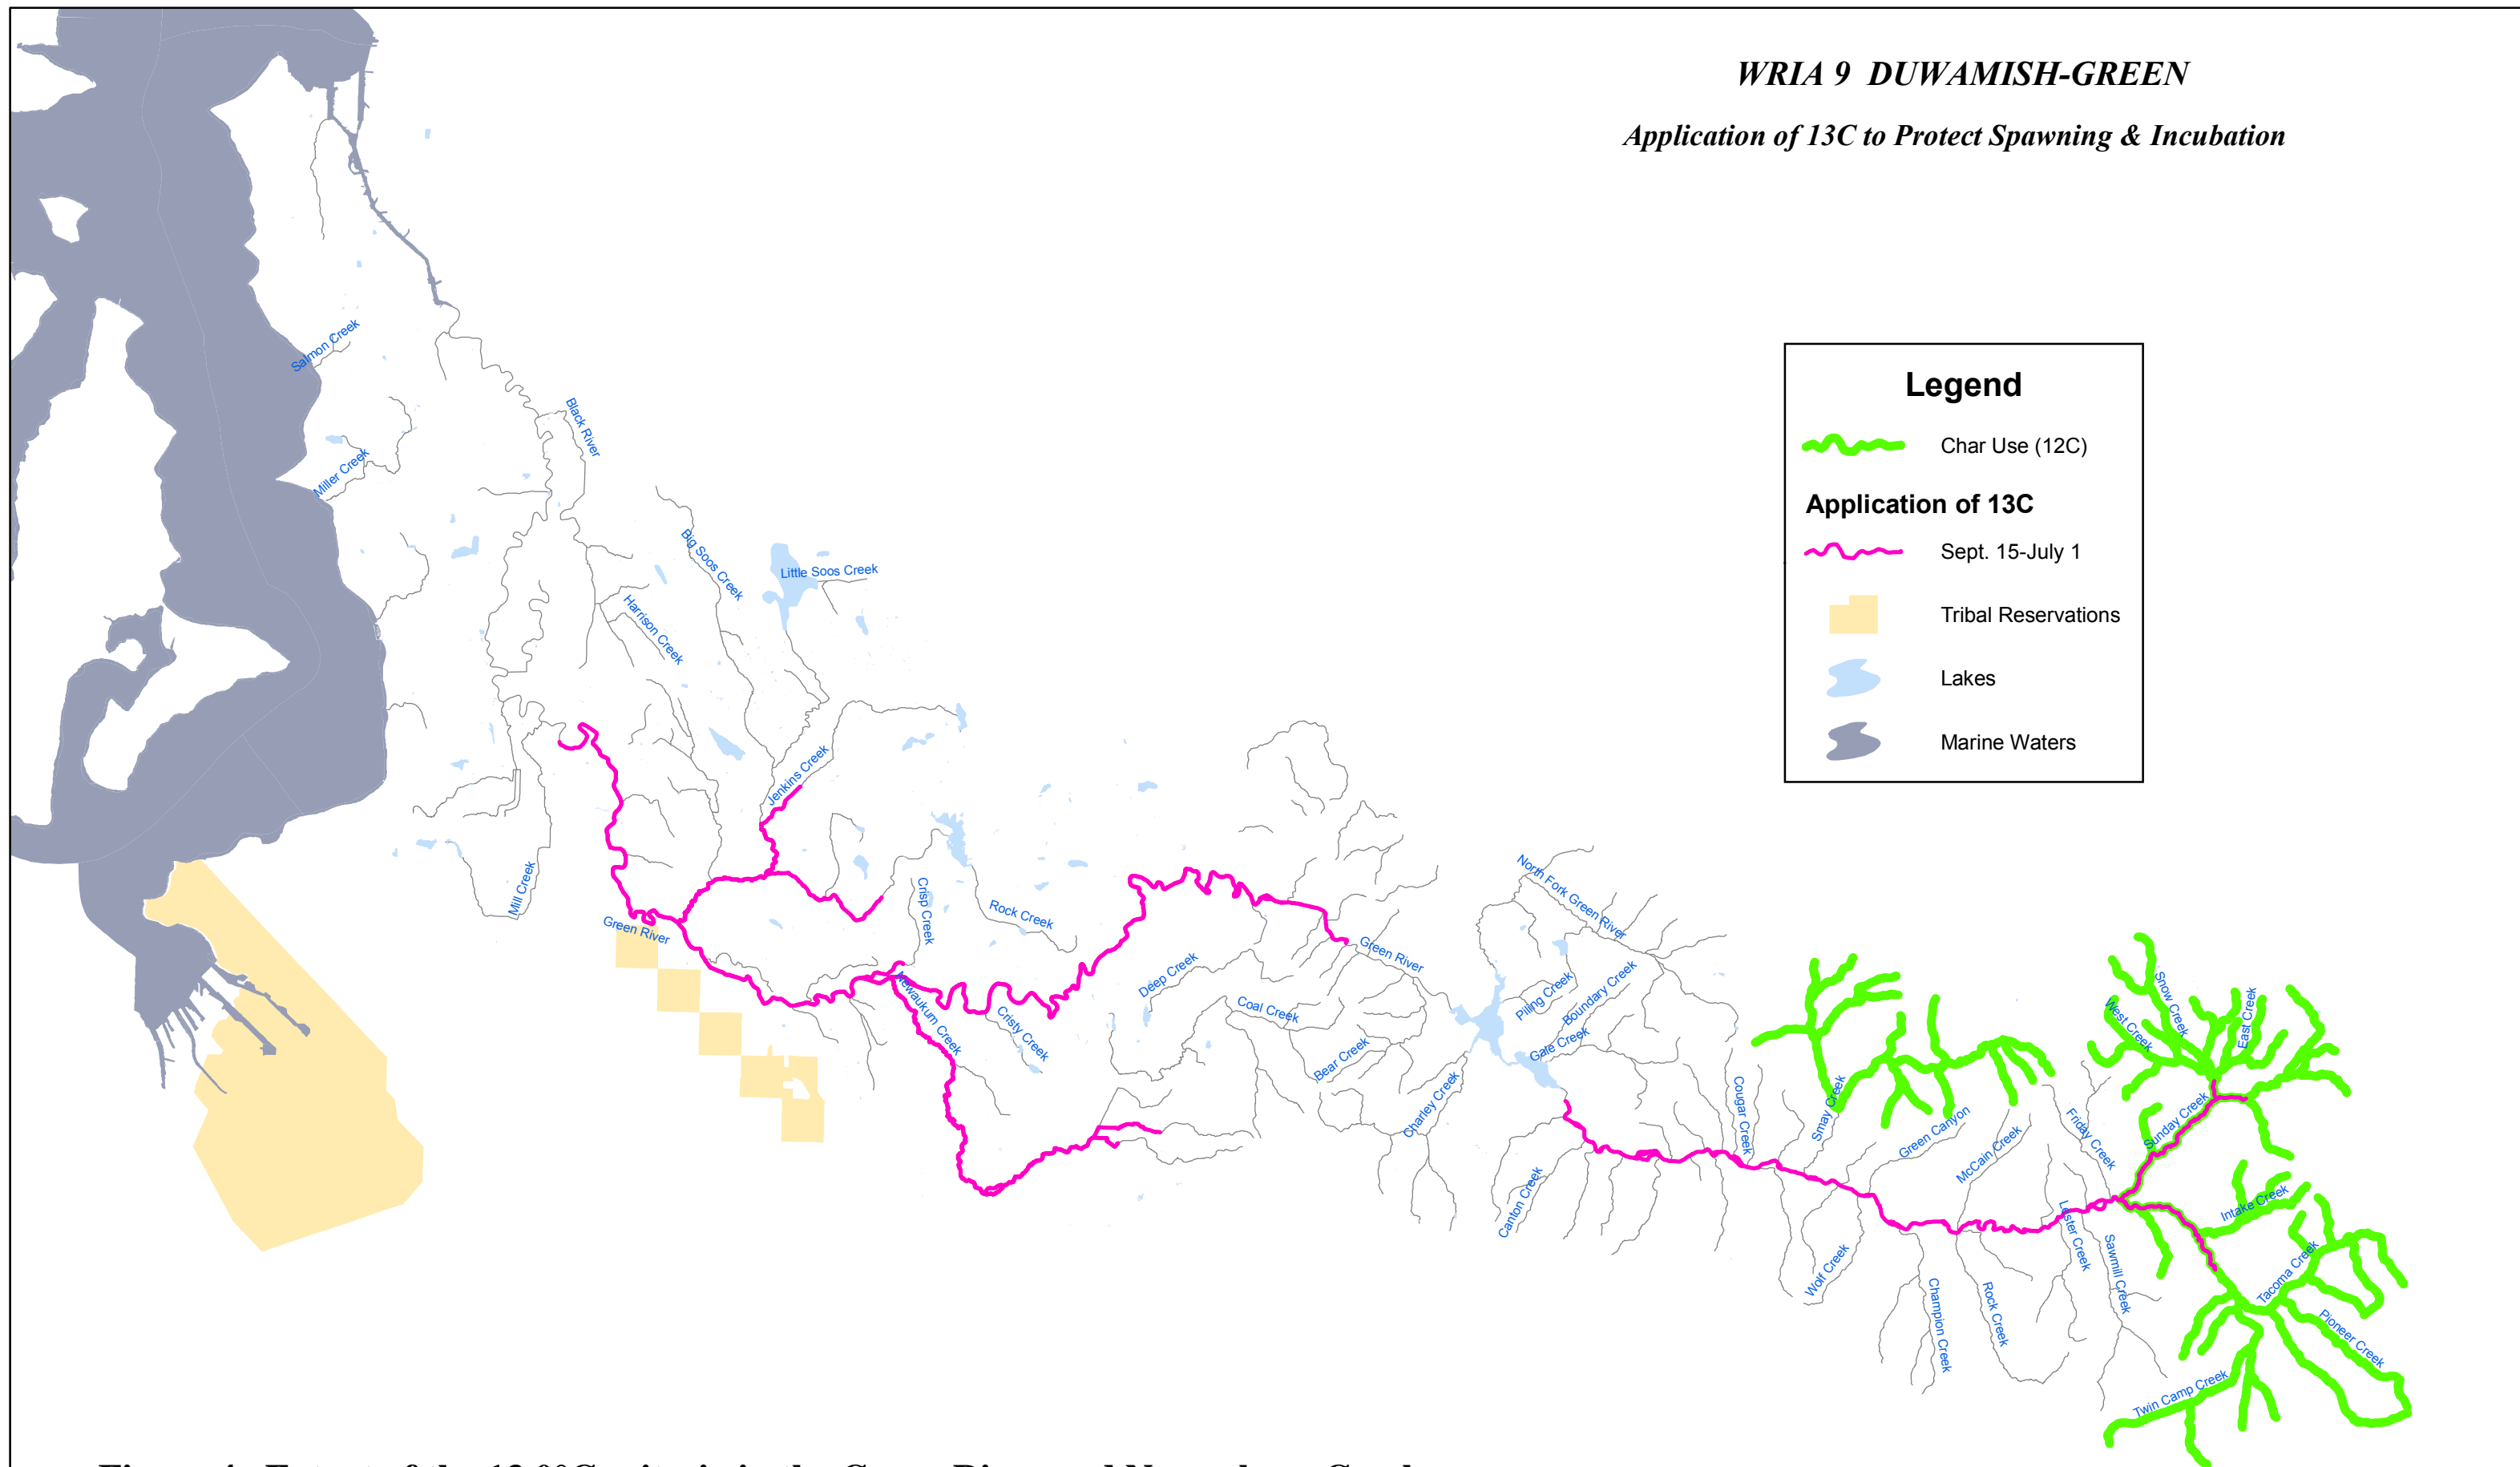 WRIA 9 DUWAMISH-GREEN
Application of 13C to Protect Spawning & Incubation
Legend
Char Use (12C)
Application of 13C
Sept. 15-July 1
Tribal Reservations
Lakes
Marine Waters
Salmon Creek
Miller Creek
Black River
Big Soos Creek
Little Soos Creek
Harrison Creek
Jenkins Creek
Mill Creek
Green River
Crisp Creek
Rock Creek
Newaukum Creek
Cristy Creek
Deep Creek
Coal Creek
Bear Creek
Green River
Charley Creek
North Fork Green River
Pilling Creek
Boundary Creek
Gale Creek
Canton Creek
Cougar Creek
Smay Creek
Green Canyon
McCain Creek
Friday Creek
Wolf Creek
Champion Creek
Rock Creek
Lester Creek
Sawmill Creek
Sunday Creek
West Creek
Snow Creek
East Creek
Intake Creek
Tacoma Creek
Pioneer Creek
Twin Camp Creek